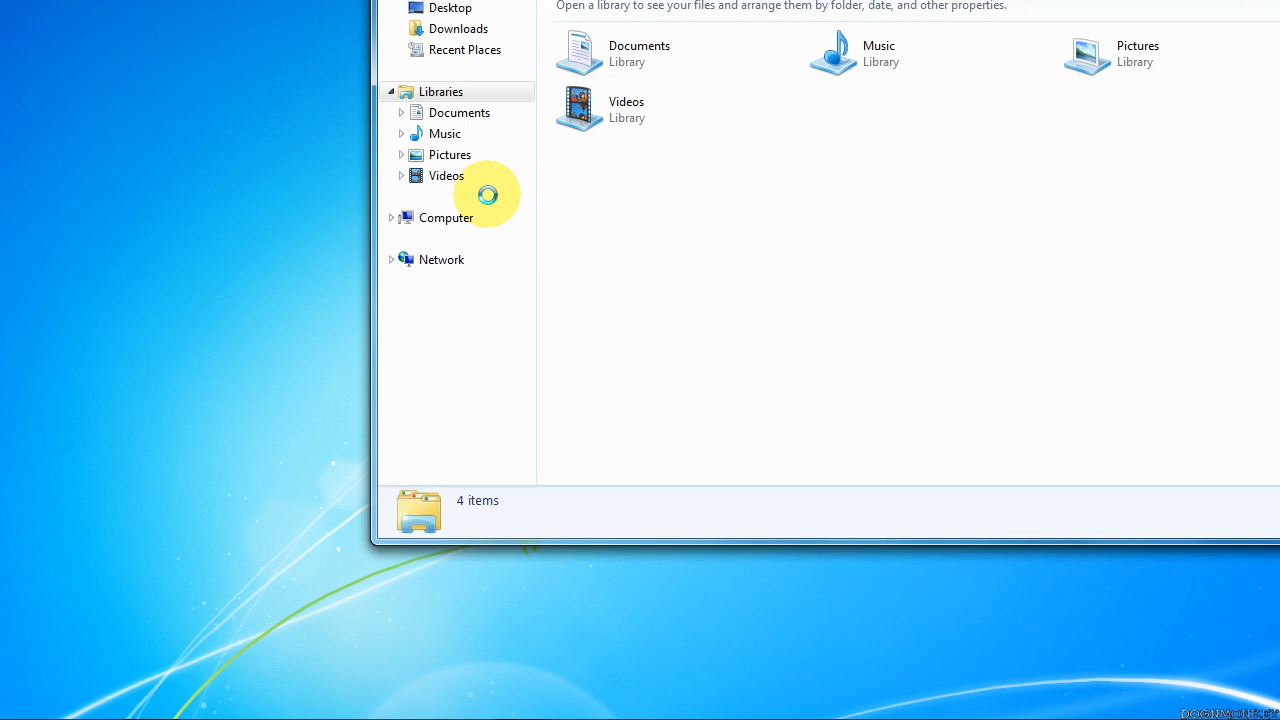 Desktop
Downloads
Recent Places
Libraries
Documents
Music
Pictures
Videos
Computer
Network
Open a library to see your files and arrange them by folder, date, and other properties.
Documents
Library
Music
Library
Pictures
Library
Videos
Library
4 items